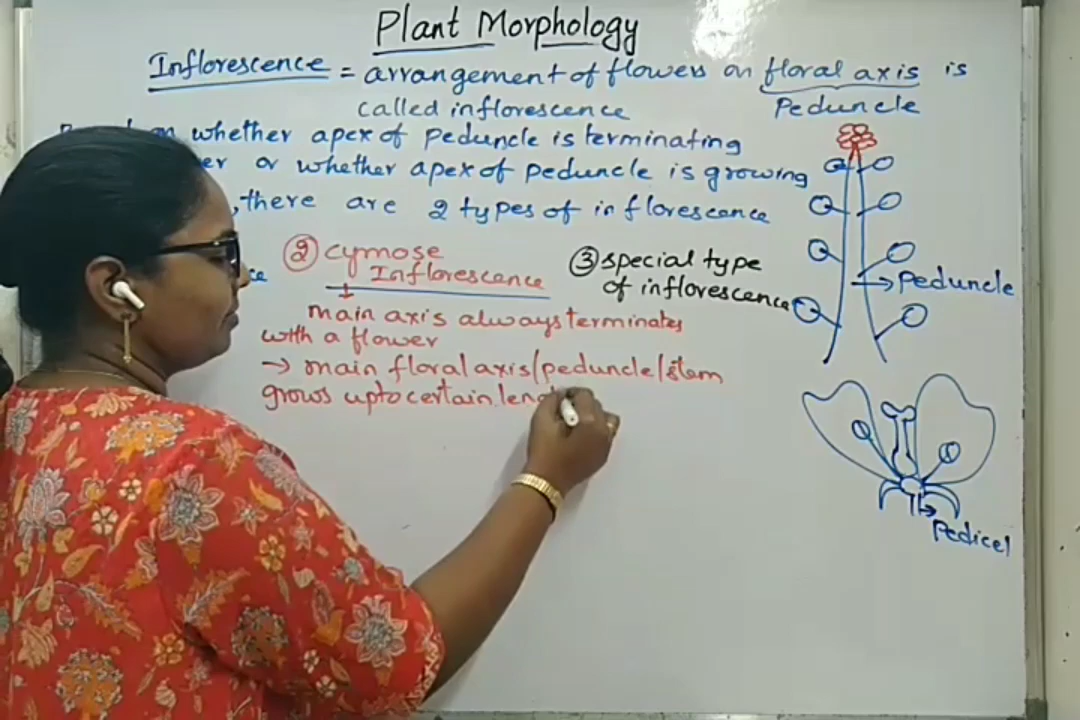 Plant Morphology
Inflorescence = arrangement of flowers on floral axis is
called inflorescence
Peduncle
whether apex of peduncle is terminating
or whether apex of peduncle is growing
, there are 2 types of inflorescence
② cymose
Inflorescence
③ special type
of inflorescence
main axis always terminates
with a flower
→ main floral axis/peduncle/stem
grows upto certain
Peduncle
Pedicel